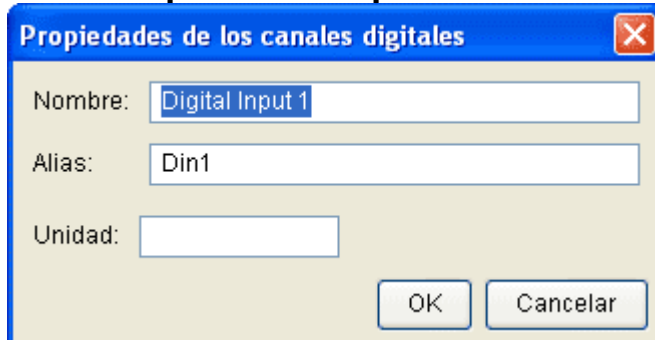 Propiedades de los canales digitales
Nombre: Digital Input 1
Alias: Din1
Unidad:
OK Cancelar